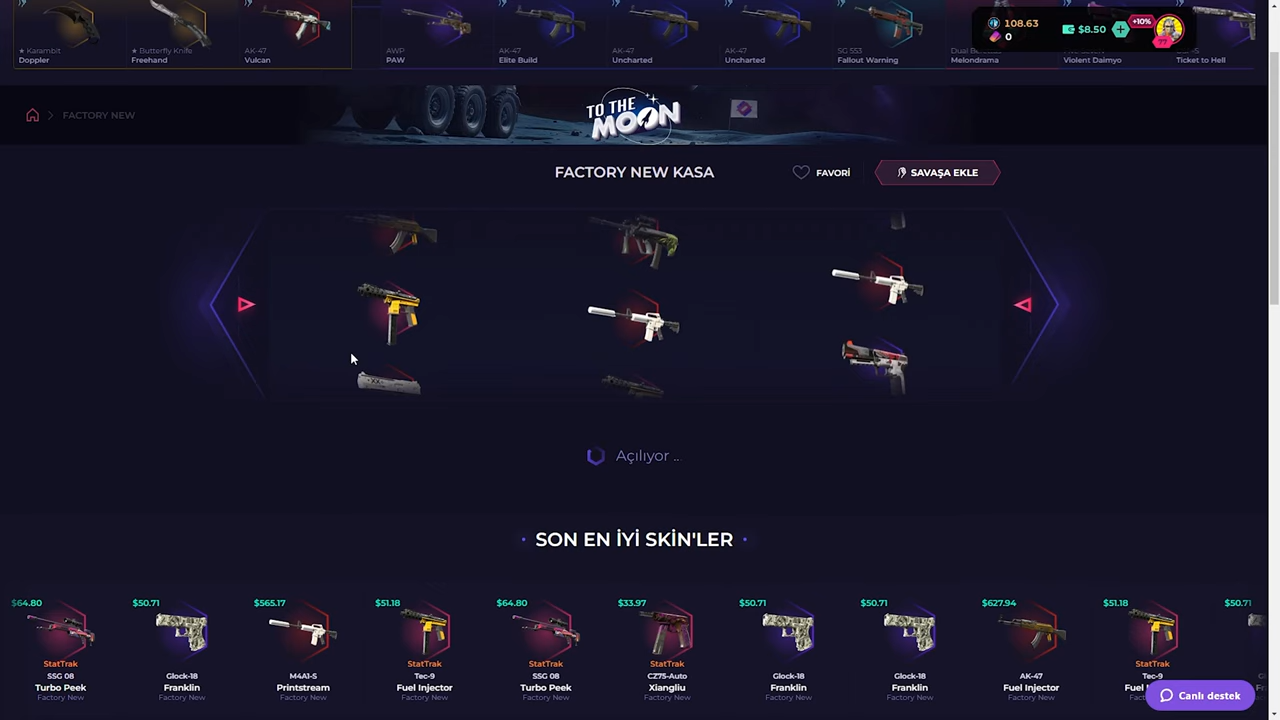 ★ Karambit
Doppler
★ Butterfly Knife
Freehand
AK-47
Vulcan
AWP
PAW
AK-47
Elite Build
AK-47
Uncharted
AK-47
Uncharted
SG 553
Fallout Warning
Melondrama
Violent Daimyo
Ticket to Hell
108.63
0
$8.50
+10%
FACTORY NEW
TO THE
MOON
FACTORY NEW KASA
FAVORİ
SAVAŞA EKLE
Açılıyor ..
SON EN İYİ SKİN'LER
$64.80
StatTrak
SSG 08
Turbo Peek
Factory New
$50.71
Glock-18
Franklin
Factory New
$565.17
M4A1-S
Printstream
Factory New
$51.18
StatTrak
Tec-9
Fuel Injector
Factory New
$64.80
StatTrak
SSG 08
Turbo Peek
Factory New
$33.97
StatTrak
CZ75-Auto
Xiangliu
Factory New
$50.71
Glock-18
Franklin
Factory New
$50.71
Glock-18
Franklin
Factory New
$627.94
AK-47
Fuel Injector
Factory New
$51.18
StatTrak
Tec-9
Fuel
$50.71
Canlı destek